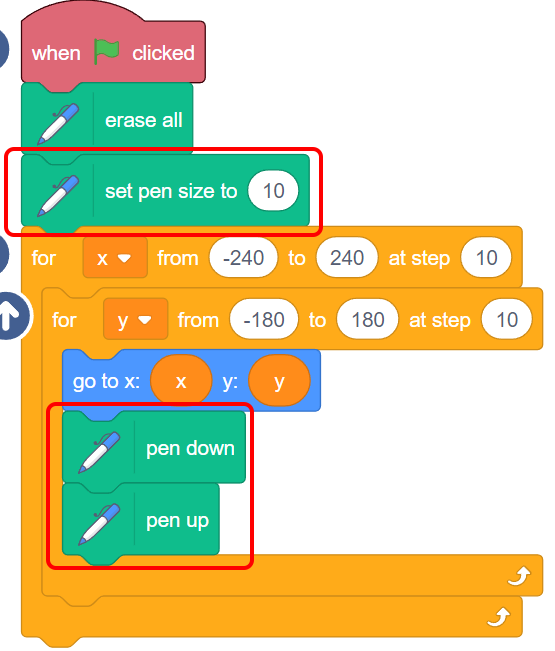 when clicked
erase all
set pen size to 10
for x from -240 to 240 at step 10
for y from -180 to 180 at step 10
go to x: x y: y
pen down
pen up